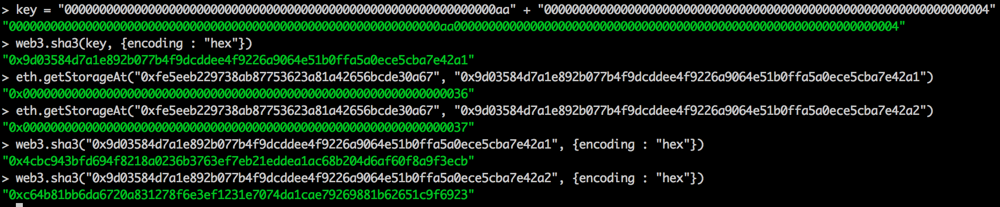 > key = "00000000000000000000000000000000000000000000000000000000000000aa" + "0000000000000000000000000000000000000000000000000000000000000004"
"00000000000000000000000000000000000000000000000000000000000000aa0000000000000000000000000000000000000000000000000000000000000004"
> web3.sha3(key, {encoding : "hex"})
"0x9d03584d7a1e892b077b4f9dcddee4f9226a9064e51b0ffa5a0ece5cba7e42a1"
> eth.getStorageAt("0xfe5eeb229738ab87753623a81a42656bcde30a67", "0x9d03584d7a1e892b077b4f9dcddee4f9226a9064e51b0ffa5a0ece5cba7e42a1")
"0x0000000000000000000000000000000000000000000000000000000000000036"
> eth.getStorageAt("0xfe5eeb229738ab87753623a81a42656bcde30a67", "0x9d03584d7a1e892b077b4f9dcddee4f9226a9064e51b0ffa5a0ece5cba7e42a2")
"0x0000000000000000000000000000000000000000000000000000000000000037"
> web3.sha3("0x9d03584d7a1e892b077b4f9dcddee4f9226a9064e51b0ffa5a0ece5cba7e42a1", {encoding : "hex"})
"0x4cbc943bfd694f8218a0236b3763ef7eb21eddea1ac68b204d6af60f8a9f3ecb"
> web3.sha3("0x9d03584d7a1e892b077b4f9dcddee4f9226a9064e51b0ffa5a0ece5cba7e42a2", {encoding : "hex"})
"0xc64b81bb6da6720a831278f6e3ef1231e7074da1cae79269881b62651c9f6923"